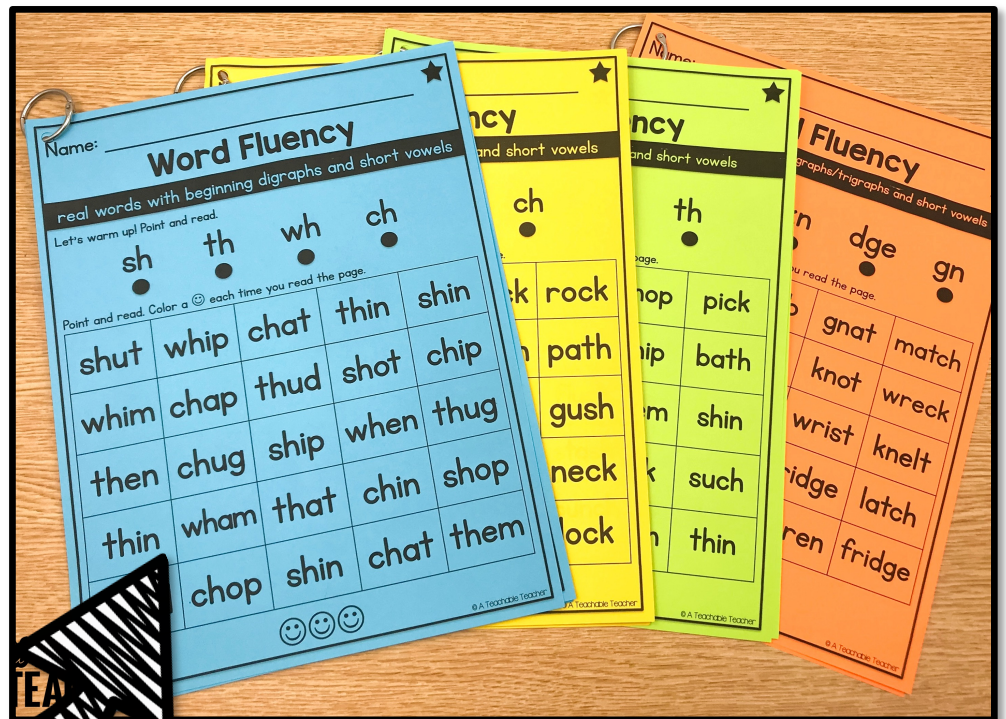 Name:
Word Fluency
real words with beginning digraphs and short vowels
Let's warm up! Point and read.
sh th wh ch
Point and read. Color a ☺ each time you read the page.
shut whip chat thin shin
whim chap thud shot chip
then chug ship when thug
thin wham that chin shop
chop shin chat them
© A Teachable Teacher
and short vowels
ch
rock
path
gush
neck
A Teachable Teacher
and short vowels
th
page.
pick
bath
shin
such
thin
© A Teachable Teacher
Name:
Fluency
graphs/trigraphs and short vowels
dge gn
you read the page.
gnat match
knot wreck
wrist knelt
latch
fridge
© A Teachable Teacher